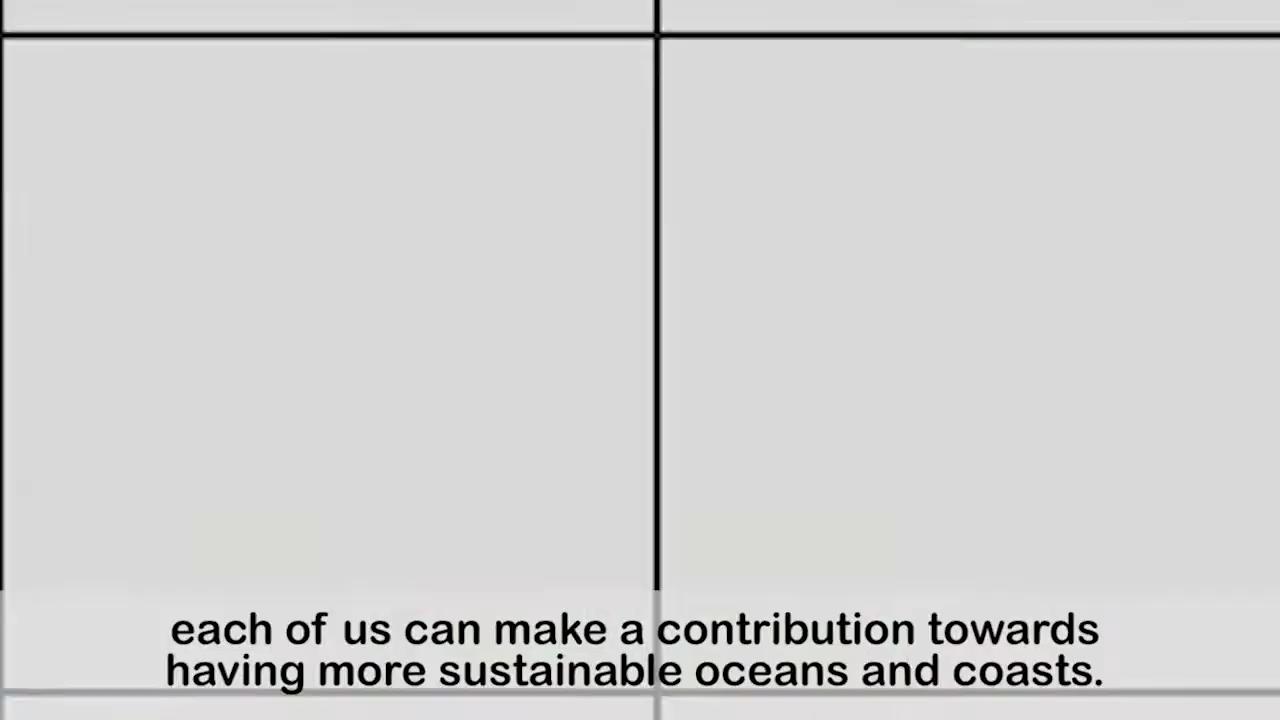 each of us can make a contribution towards
having more sustainable oceans and coasts.